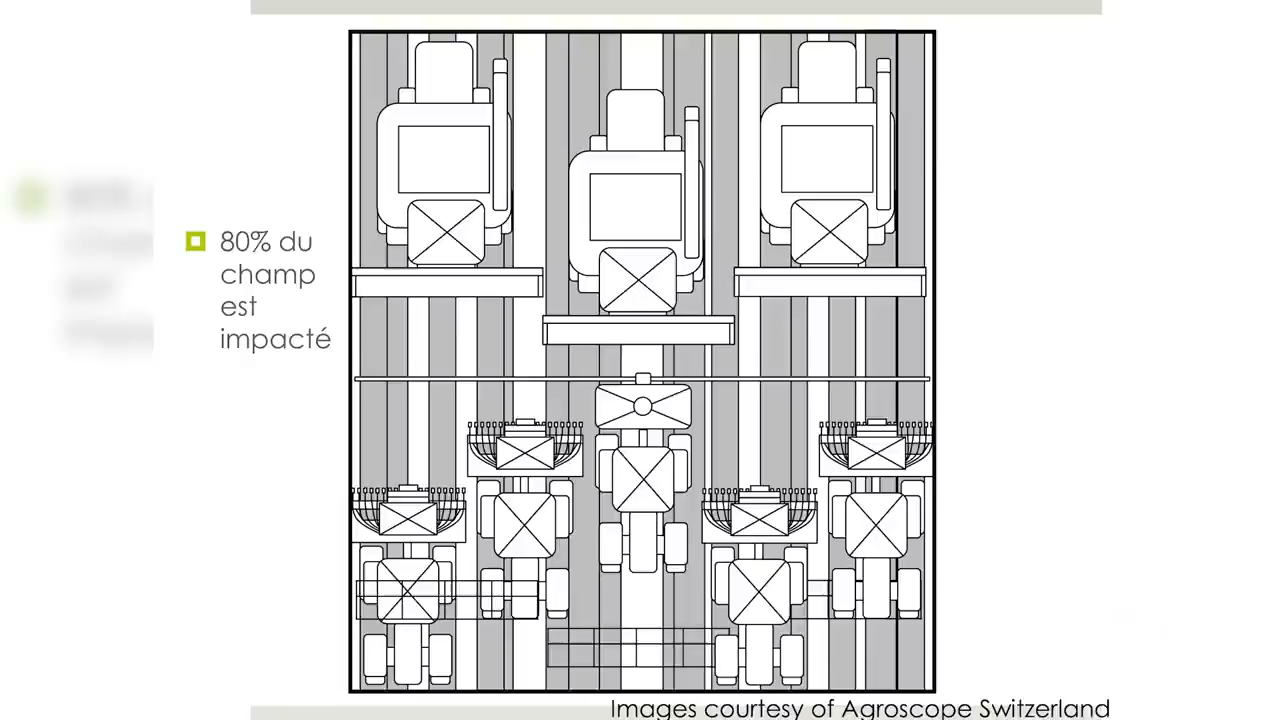 80% du
champ
est
impacté
Images courtesy of Agroscope Switzerland